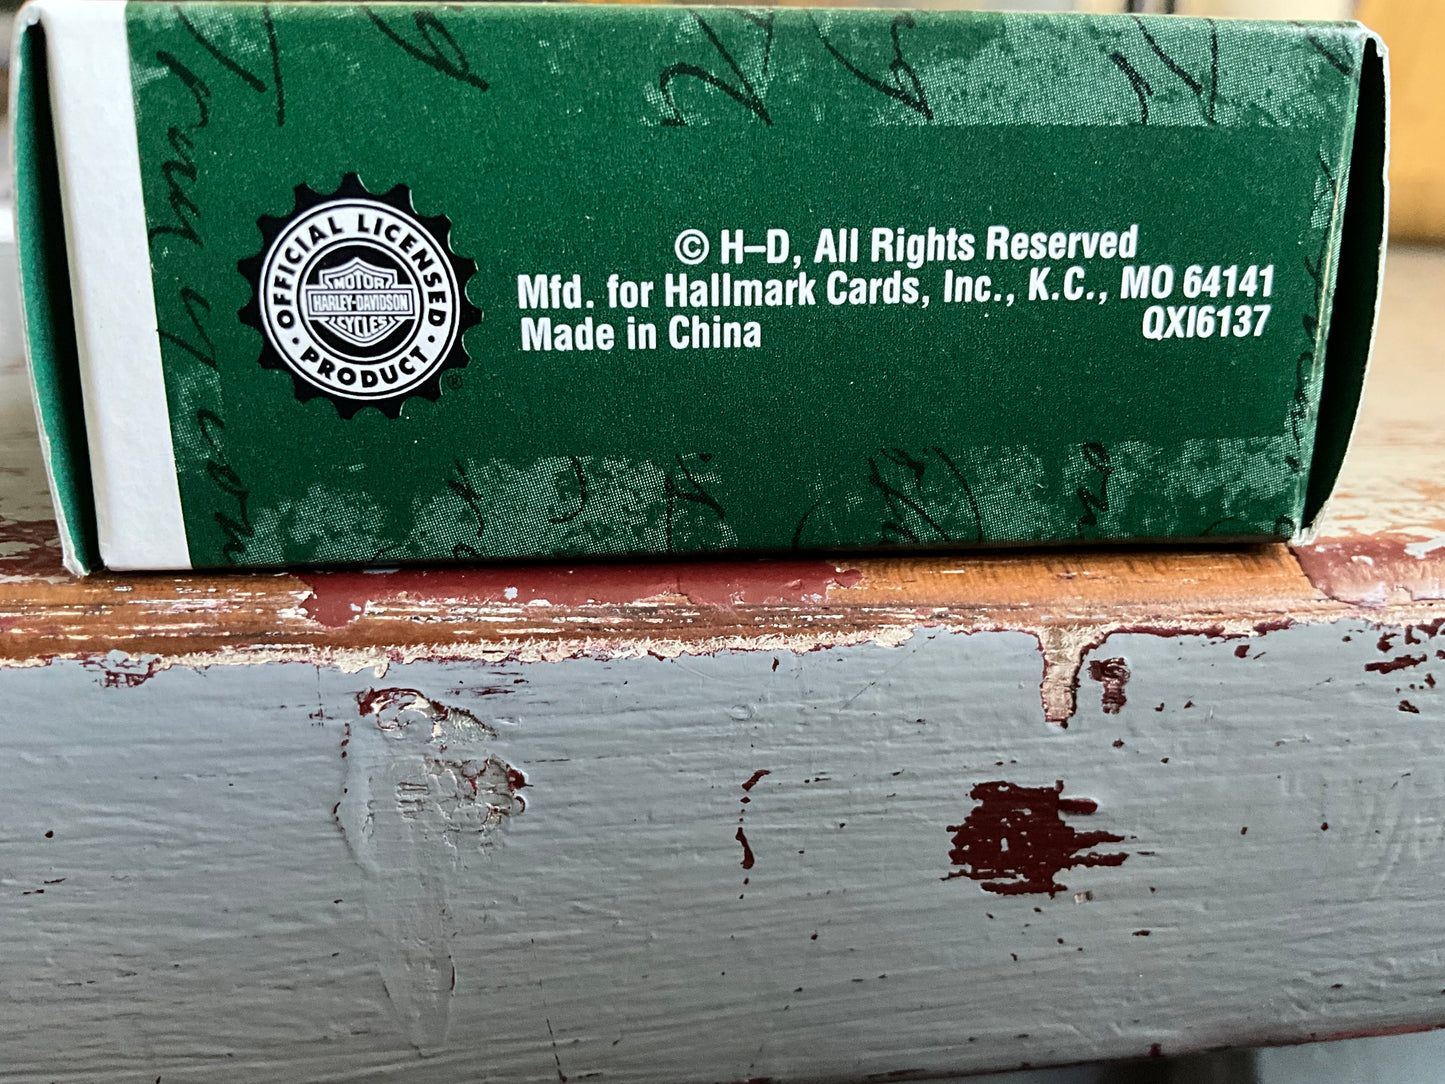 OFFICIAL LICENSED
MOTOR
HARLEY-DAVIDSON
CYCLES
• PRODUCT •
®
© H–D, All Rights Reserved
Mfd. for Hallmark Cards, Inc., K.C., MO 64141
Made in China QXI6137